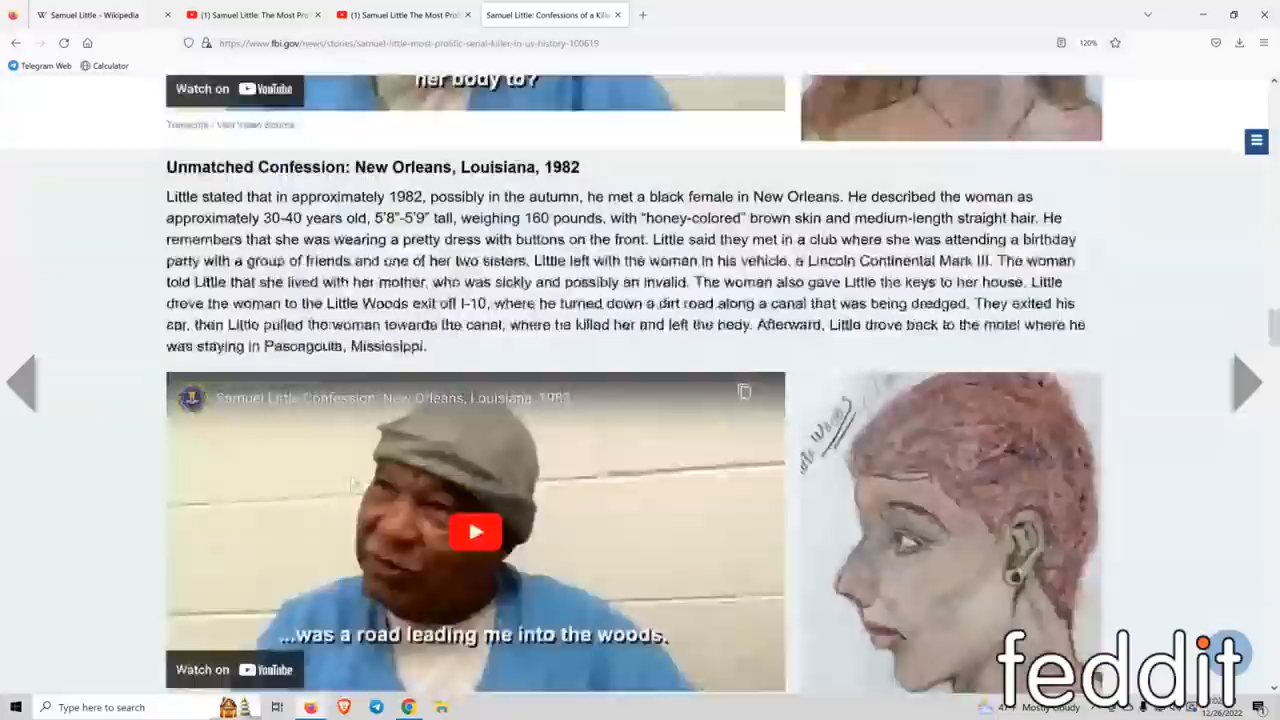 Samuel Little - Wikipedia
(1) Samuel Little: The Most Prol
(1) Samuel Little The Most Prol
Samuel Little: Confessions of a Kille
https://www.fbi.gov/news/stories/samuel-little-most-prolific-serial-killer-in-us-history-100619
120%
Telegram Web
Calculator
her body to?
Watch on YouTube
Unmatched Confession: New Orleans, Louisiana, 1982
Little stated that in approximately 1982, possibly in the autumn, he met a black female in New Orleans. He described the woman as
approximately 30-40 years old, 5'8"-5'9" tall, weighing 160 pounds, with "honey-colored" brown skin and medium-length straight hair. He
remembers that she was wearing a pretty dress with buttons on the front. Little said they met in a club where she was attending a birthday
party with a group of friends and one of her two sisters. Little left with the woman in his vehicle, a Lincoln Continental Mark III. The woman
told Little that she lived with her mother, who was sickly and possibly an invalid. The woman also gave Little the keys to her house. Little
drove the woman to the Little Woods exit off I-10, where he turned down a dirt road along a canal that was being dredged. They exited his
car, then Little pulled the woman towards the canal, where he killed her and left the body. Afterward, Little drove back to the motel where he
was staying in Pascagoula, Mississippi.
Samuel Little Confession: New Orleans, Louisiana, 1982
...was a road leading me into the woods.
Watch on YouTube
feddit
Type here to search
Mostly cloudy
12/26/2022